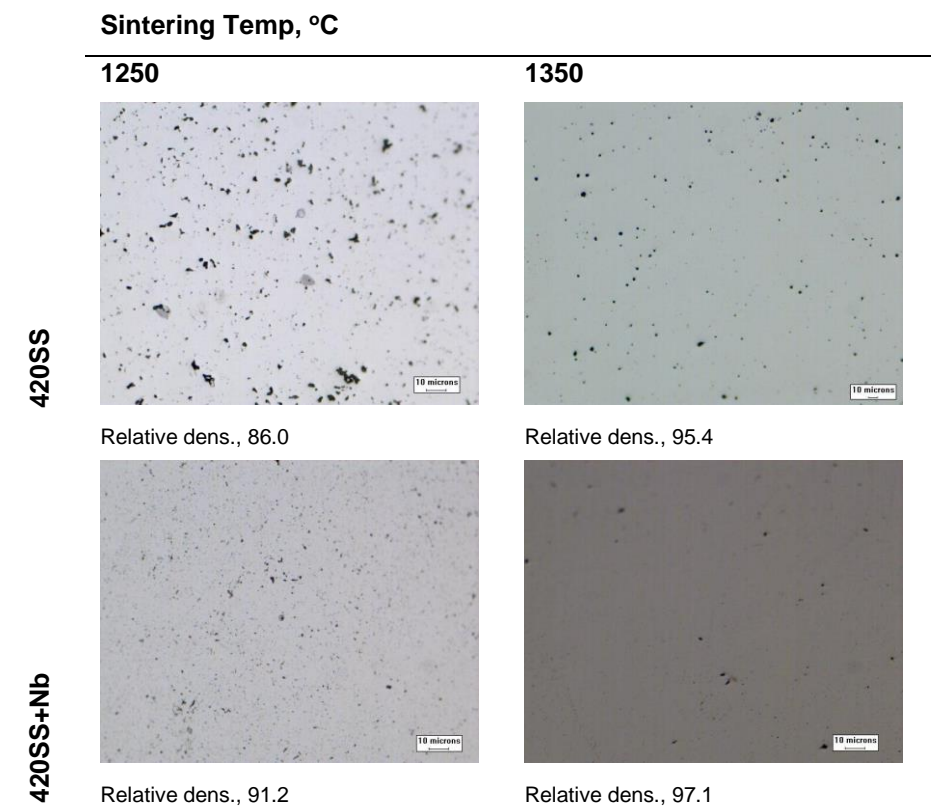 Sintering Temp, ºC
1250 1350
420SS
10 microns 10 microns
Relative dens., 86.0 Relative dens., 95.4
420SS+Nb
10 microns 10 microns
Relative dens., 91.2 Relative dens., 97.1